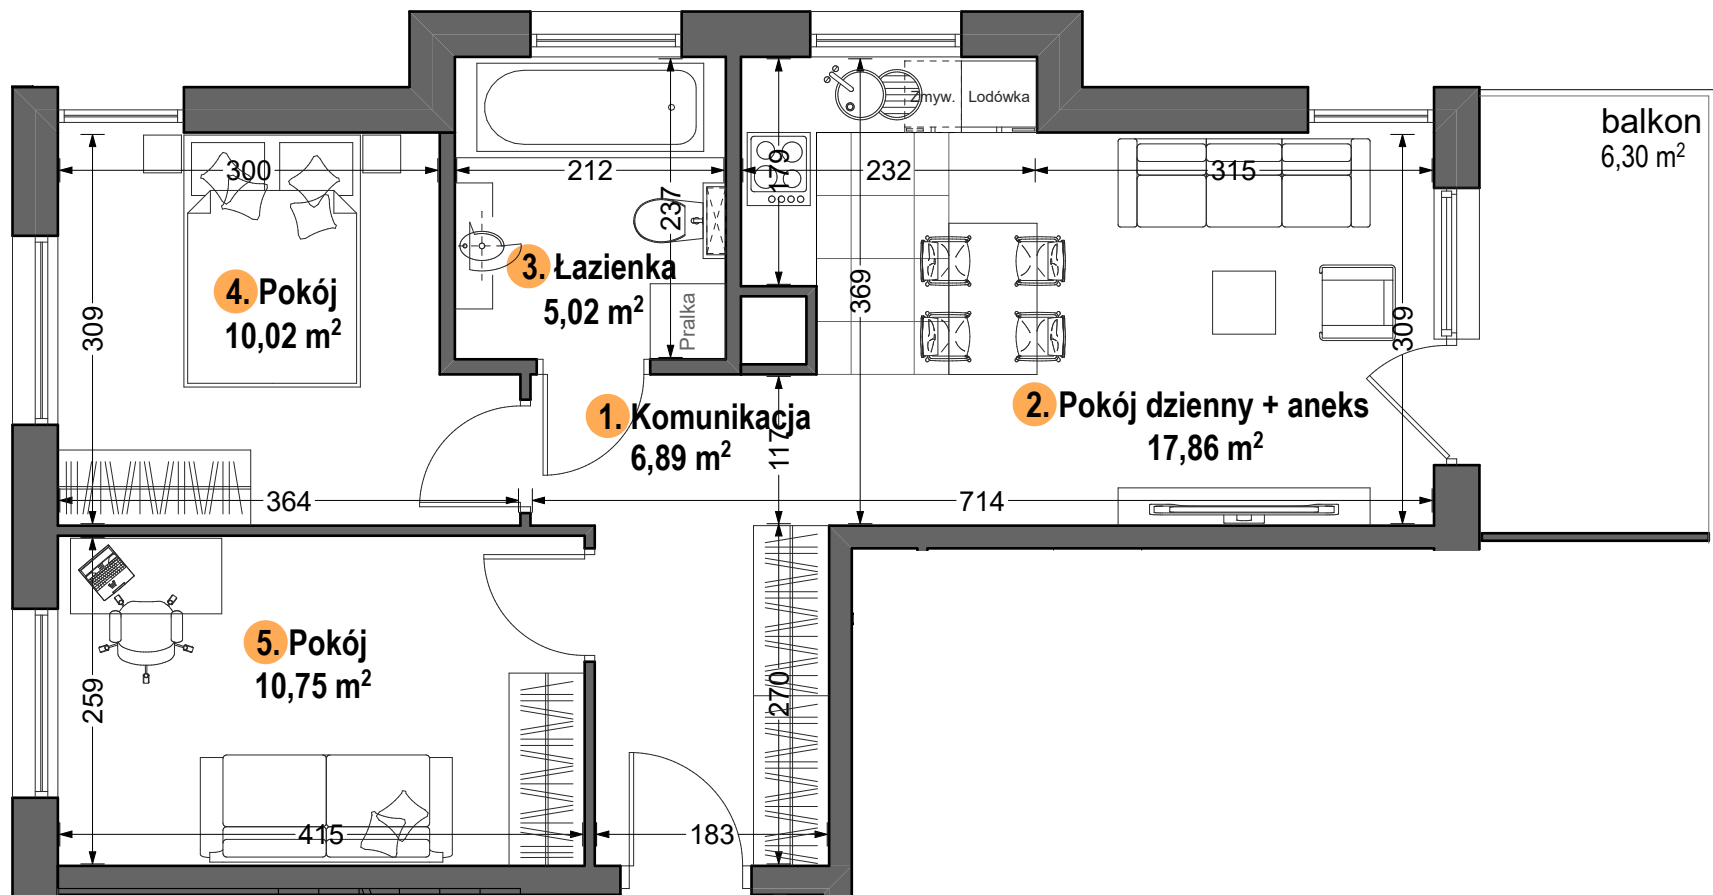 balkon
6,30 m²
Zmyw.
Lodówka
300
212
179
232
315
237
3. Łazienka
5,02 m²
4. Pokój
10,02 m²
309
369
309
Pralka
1. Komunikacja
6,89 m²
117
2. Pokój dzienny + aneks
17,86 m²
364
714
5. Pokój
10,75 m²
259
270
415
183